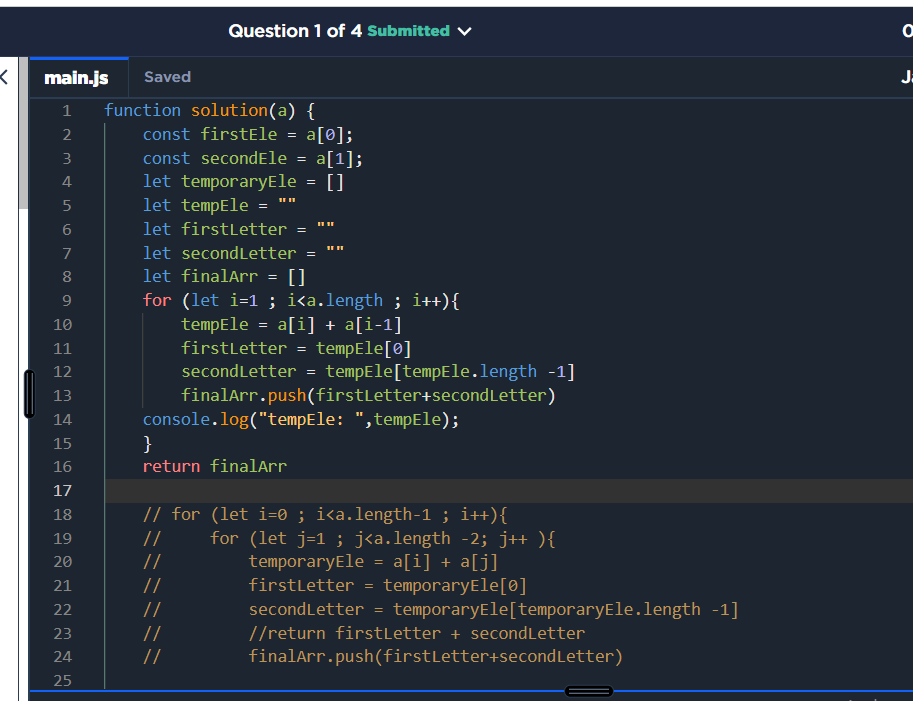 Question 1 of 4 Submitted
main.js Saved
1 function solution(a) {
2 const firstEle = a[0];
3 const secondEle = a[1];
4 let temporaryEle = []
5 let tempEle = ""
6 let firstLetter = ""
7 let secondLetter = ""
8 let finalArr = []
9 for (let i=1 ; i<a.length ; i++){
10 tempEle = a[i] + a[i-1]
11 firstLetter = tempEle[0]
12 secondLetter = tempEle[tempEle.length -1]
13 finalArr.push(firstLetter+secondLetter)
14 console.log("tempEle: ",tempEle);
15 }
16 return finalArr
17
18 // for (let i=0 ; i<a.length-1 ; i++){
19 // for (let j=1 ; j<a.length -2; j++ ){
20 // temporaryEle = a[i] + a[j]
21 // firstLetter = temporaryEle[0]
22 // secondLetter = temporaryEle[temporaryEle.length -1]
23 // //return firstLetter + secondLetter
24 // finalArr.push(firstLetter+secondLetter)
25